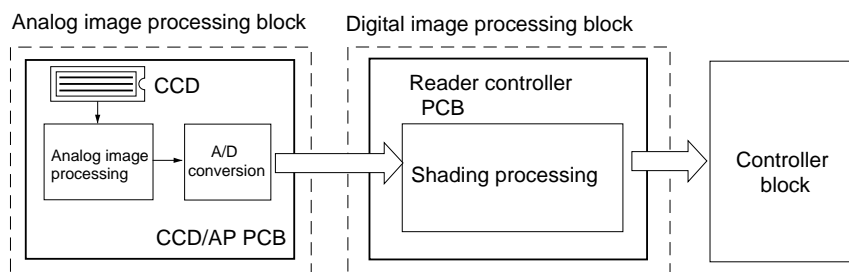 Analog image processing block
Digital image processing block
CCD
Analog image
processing
A/D
conversion
CCD/AP PCB
Reader controller
PCB
Shading processing
Controller
block